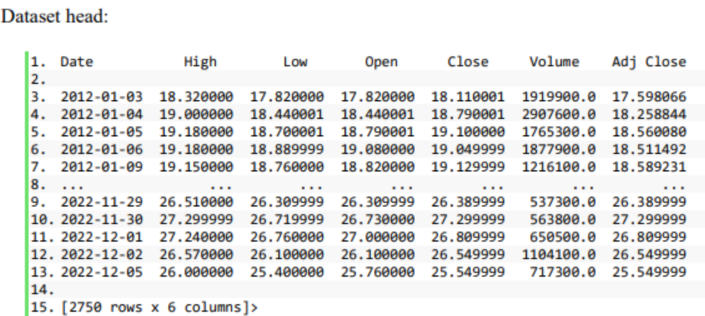 Dataset head:
1. Date High Low Open Close Volume Adj Close
2.
3. 2012-01-03 18.320000 17.820000 17.820000 18.110001 1919900.0 17.598066
4. 2012-01-04 19.000000 18.440001 18.440001 18.790001 2907600.0 18.258844
5. 2012-01-05 19.180000 18.700001 18.790001 19.100000 1765300.0 18.560080
6. 2012-01-06 19.180000 18.889999 19.080000 19.049999 1877900.0 18.511492
7. 2012-01-09 19.150000 18.760000 18.820000 19.129999 1216100.0 18.589231
8. ... ... ... ... ... ... ...
9. 2022-11-29 26.510000 26.309999 26.309999 26.389999 537300.0 26.389999
10. 2022-11-30 27.299999 26.719999 26.730000 27.299999 563800.0 27.299999
11. 2022-12-01 27.240000 26.760000 27.000000 26.809999 650500.0 26.809999
12. 2022-12-02 26.570000 26.100000 26.100000 26.549999 1104100.0 26.549999
13. 2022-12-05 26.000000 25.400000 25.760000 25.549999 717300.0 25.549999
14.
15. [2750 rows x 6 columns]>